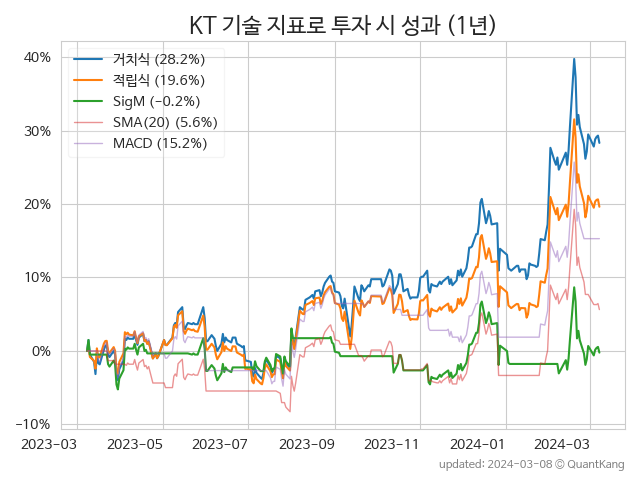 KT 기술 지표로 투자 시 성과 (1년)
거치식 (28.2%)
적립식 (19.6%)
SigM (−0.2%)
SMA(20) (5.6%)
MACD (15.2%)
40%
30%
20%
10%
0%
−10%
2023−03 2023−05 2023−07 2023−09 2023−11 2024−01 2024−03
updated: 2024−03−08 © QuantKang